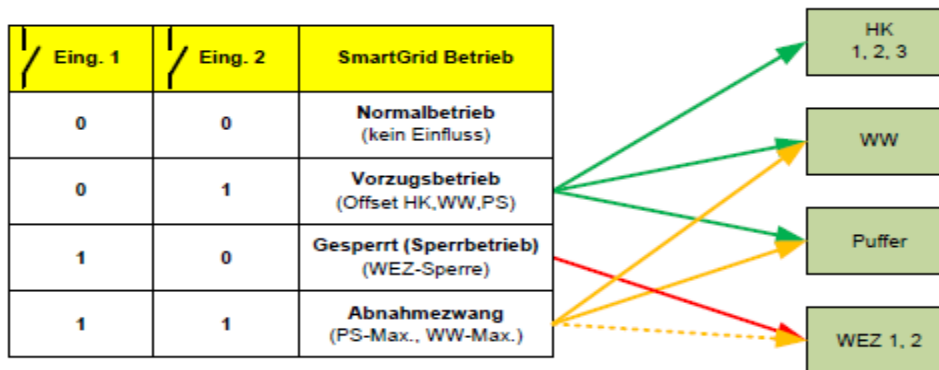 Eing. 1 Eing. 2 SmartGrid Betrieb
0 0 Normalbetrieb
(kein Einfluss)
0 1 Vorzugsbetrieb
(Offset HK,WW,PS)
1 0 Gesperrt (Sperrbetrieb)
(WEZ-Sperre)
1 1 Abnahmezwang
(PS-Max., WW-Max.)
HK
1, 2, 3
WW
Puffer
WEZ 1, 2